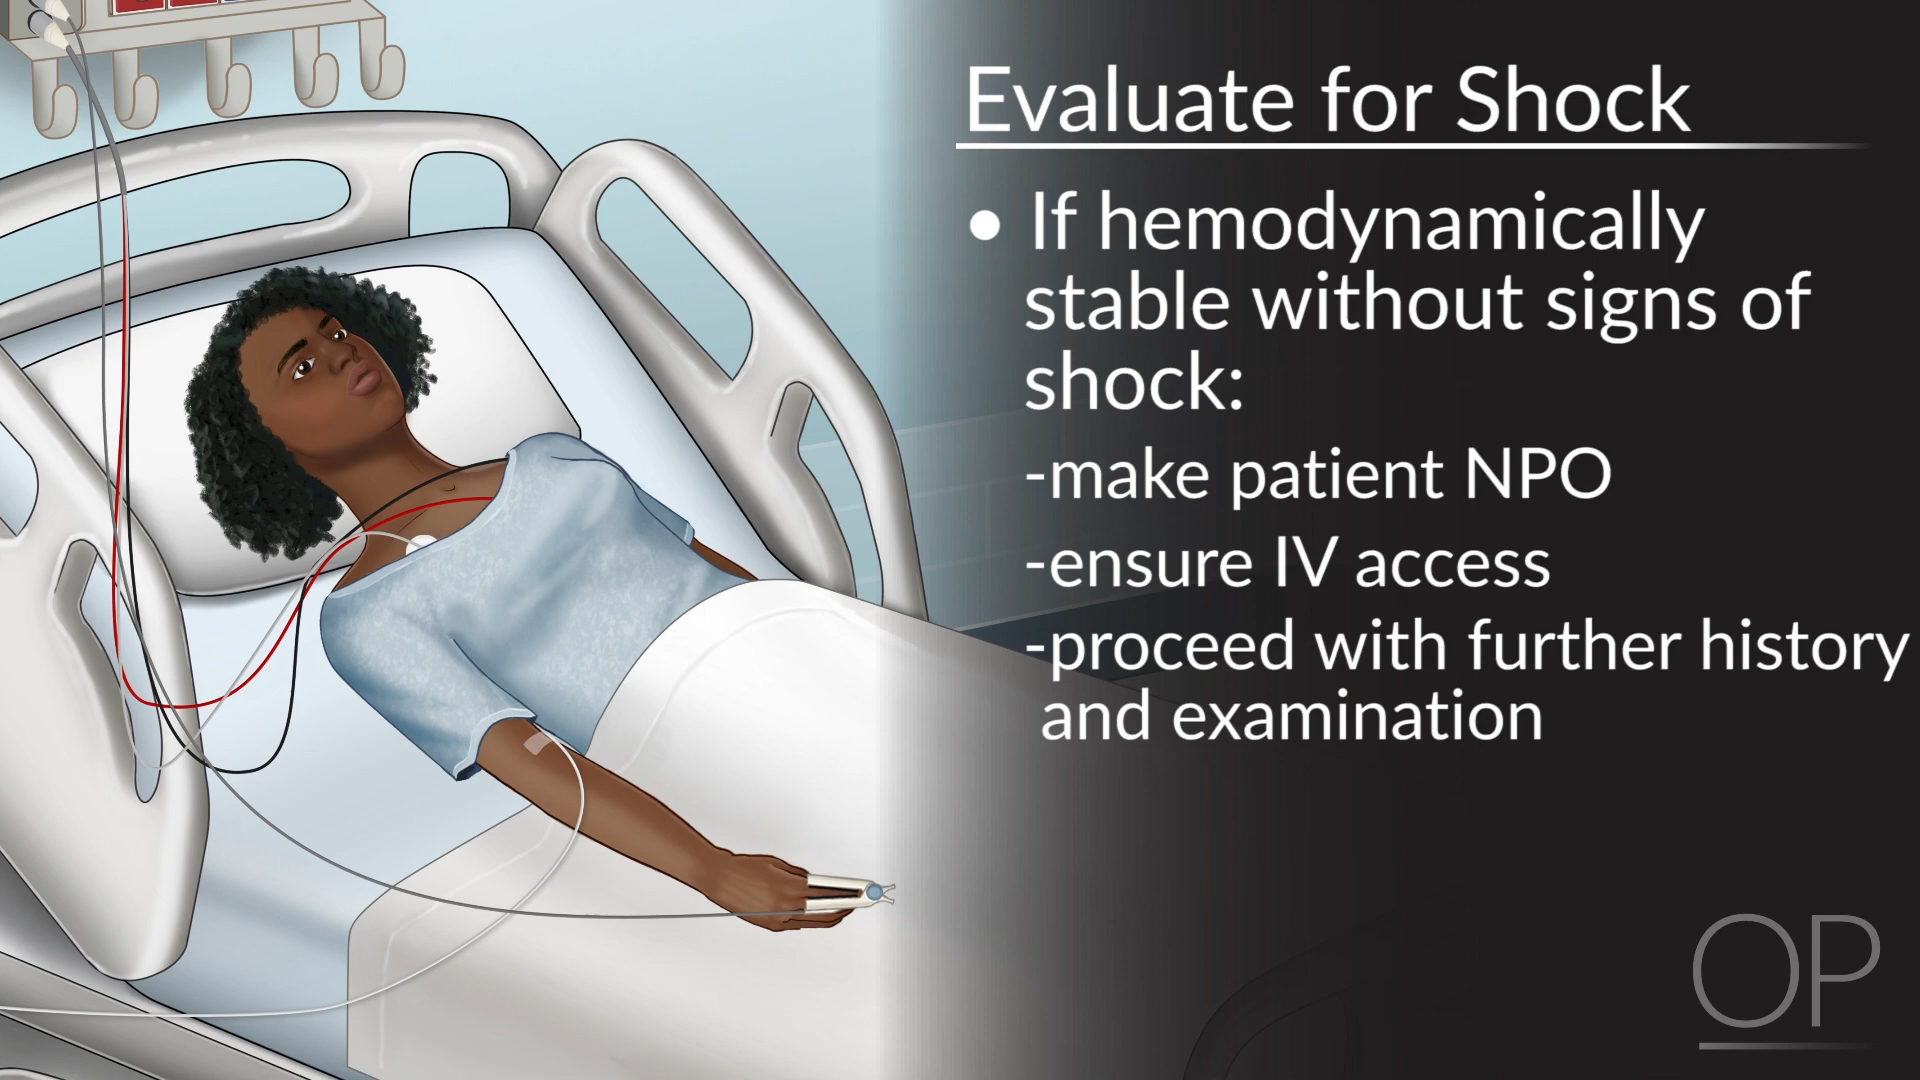 Evaluate for Shock
• If hemodynamically
stable without signs of
shock:
-make patient NPO
-ensure IV access
-proceed with further history
and examination
OP